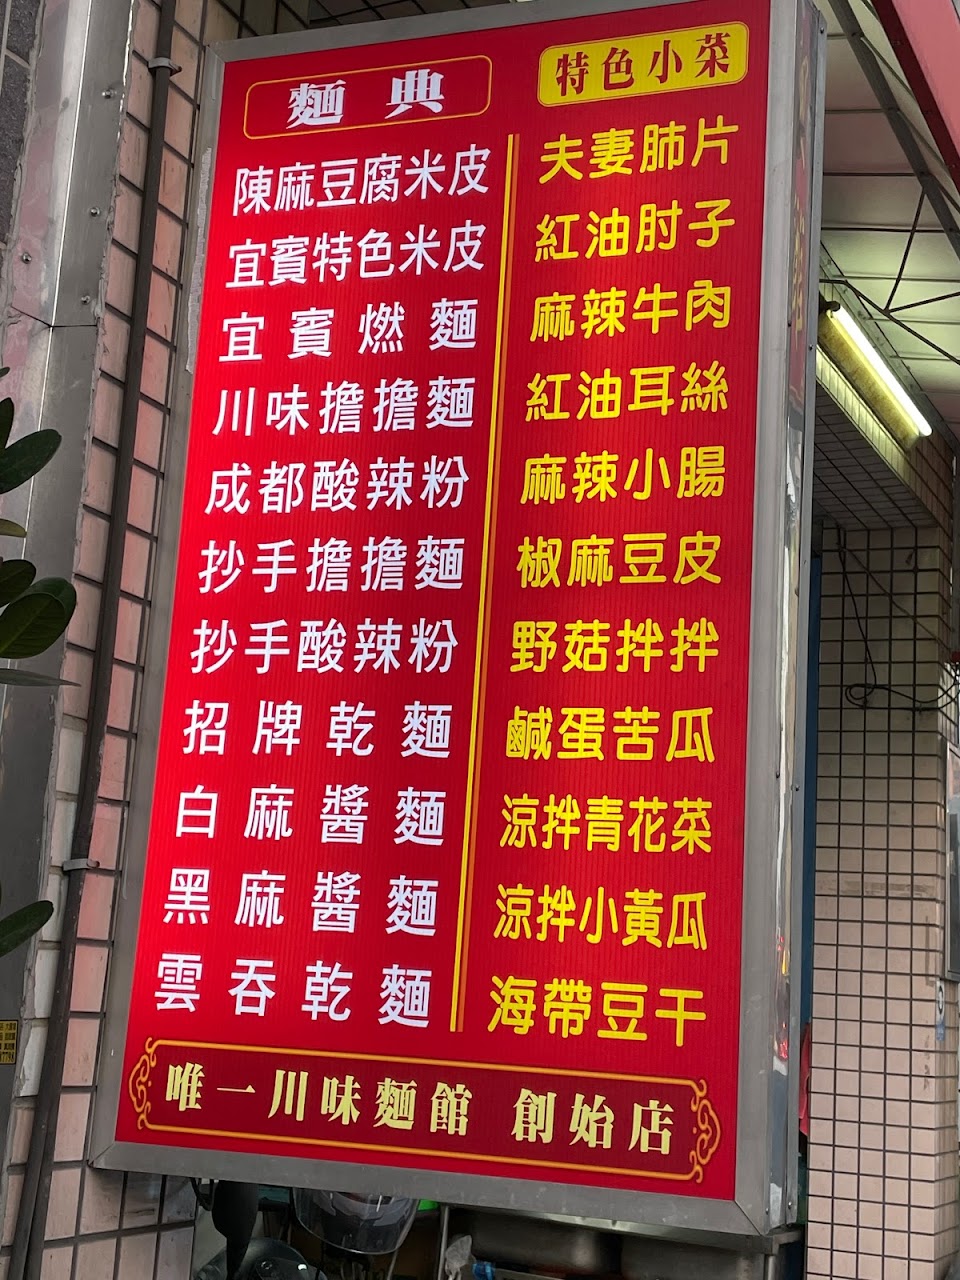 麵典
陳麻豆腐米皮
宜賓特色米皮
宜賓燃麵
川味擔擔麵
成都酸辣粉
抄手擔擔麵
抄手酸辣粉
招牌乾麵
白麻醬麵
黑麻醬麵
雲吞乾麵
特色小菜
夫妻肺片
紅油肘子
麻辣牛肉
紅油耳絲
麻辣小腸
椒麻豆皮
野菇拌拌
鹹蛋苦瓜
涼拌青花菜
涼拌小黃瓜
海帶豆干
唯一川味麵館 創始店